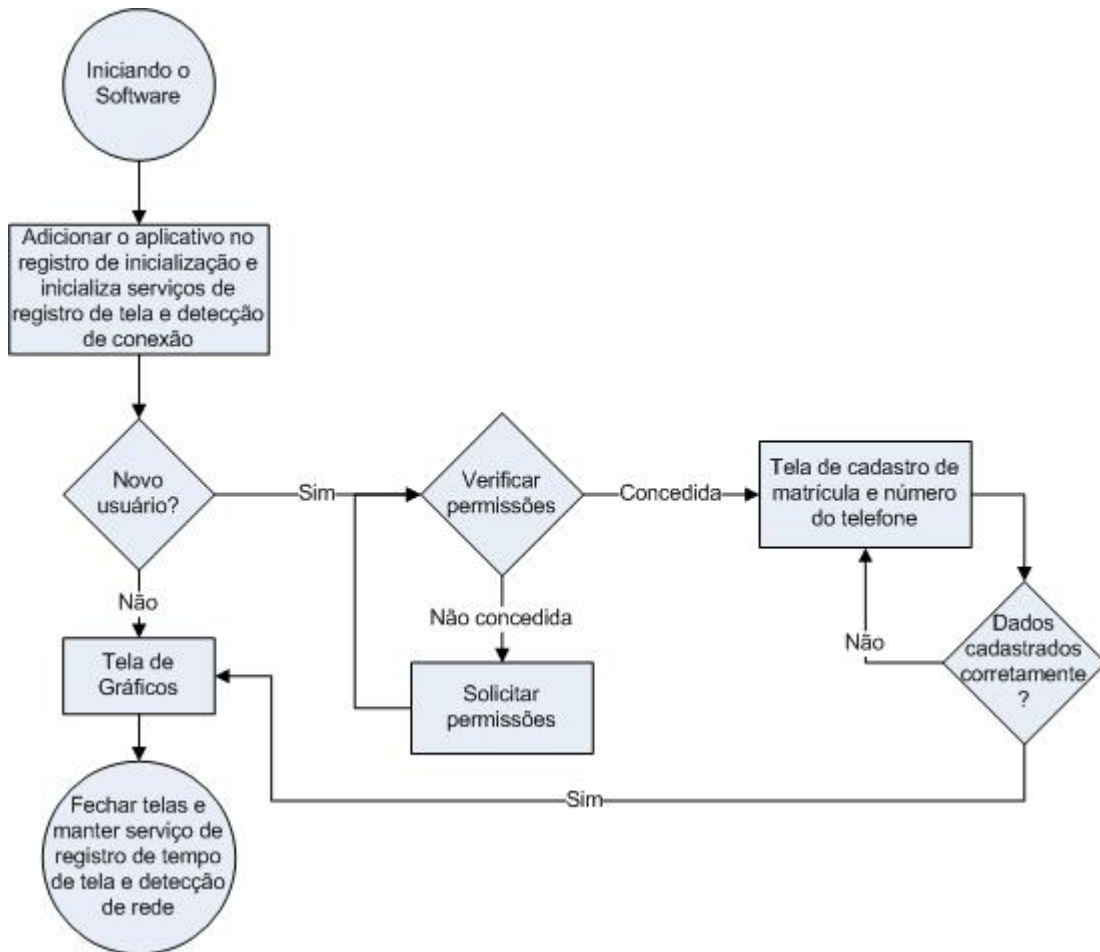 Iniciando o
Software
Adicionar o aplicativo no
registro de inicialização e
inicializa serviços de
registro de tela e detecção
de conexão
Novo
usuário?
Sim
Verificar
permissões
Concedida
Tela de cadastro de
matrícula e número
do telefone
Não
Não concedida
Não
Dados
cadastrados
corretamente
?
Tela de
Gráficos
Solicitar
permissões
Sim
Fechar telas e
manter serviço de
registro de tempo
de tela e detecção
de rede